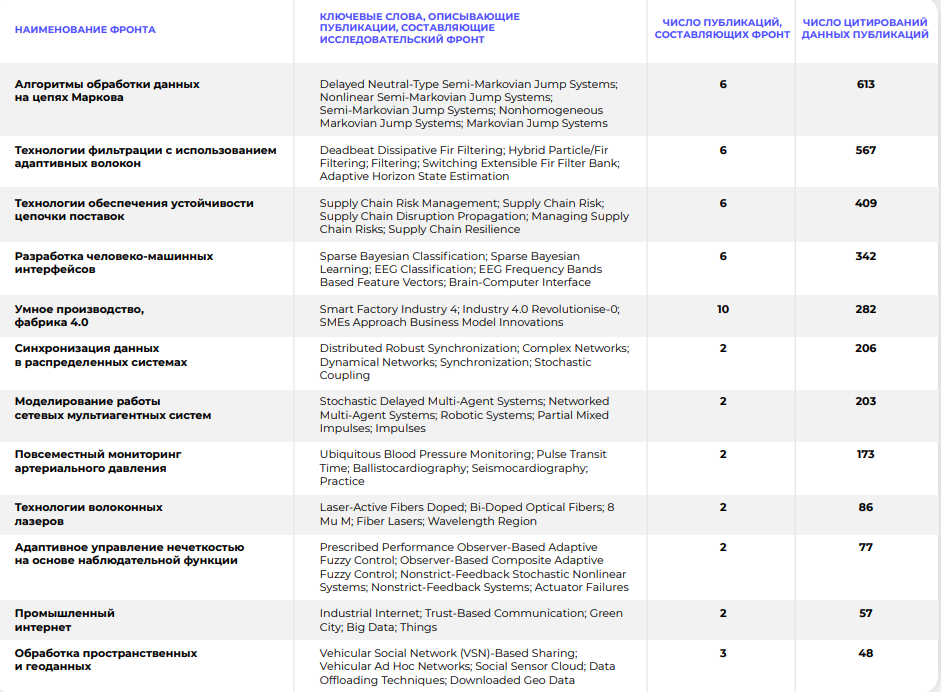 НАИМЕНОВАНИЕ ФРОНТА
КЛЮЧЕВЫЕ СЛОВА, ОПИСЫВАЮЩИЕ
ПУБЛИКАЦИИ, СОСТАВЛЯЮЩИЕ
ИССЛЕДОВАТЕЛЬСКИЙ ФРОНТ
ЧИСЛО ПУБЛИКАЦИЙ,
СОСТАВЛЯЮЩИХ ФРОНТ
ЧИСЛО ЦИТИРОВАНИЙ
ДАННЫХ ПУБЛИКАЦИЙ
Алгоритмы обработки данных
на цепях Маркова
Delayed Neutral-Type Semi-Markovian Jump Systems;
Nonlinear Semi-Markovian Jump Systems;
Semi-Markovian Jump Systems; Nonhomogeneous
Markovian Jump Systems; Markovian Jump Systems
6
613
Технологии фильтрации с использованием
адаптивных волокон
Deadbeat Dissipative Fir Filtering; Hybrid Particle/Fir
Filtering; Filtering; Switching Extensible Fir Filter Bank;
Adaptive Horizon State Estimation
6
567
Технологии обеспечения устойчивости
цепочки поставок
Supply Chain Risk Management; Supply Chain Risk;
Supply Chain Disruption Propagation; Managing Supply
Chain Risks; Supply Chain Resilience
6
409
Разработка человеко-машинных
интерфейсов
Sparse Bayesian Classification; Sparse Bayesian
Learning; EEG Classification; EEG Frequency Bands
Based Feature Vectors; Brain-Computer Interface
6
342
Умное производство,
фабрика 4.0
Smart Factory Industry 4; Industry 4.0 Revolutionise-0;
SMEs Approach Business Model Innovations
10
282
Синхронизация данных
в распределенных системах
Distributed Robust Synchronization; Complex Networks;
Dynamical Networks; Synchronization; Stochastic
Coupling
2
206
Моделирование работы
сетевых мультиагентных систем
Stochastic Delayed Multi-Agent Systems; Networked
Multi-Agent Systems; Robotic Systems; Partial Mixed
Impulses; Impulses
2
203
Повсеместный мониторинг
артериального давления
Ubiquitous Blood Pressure Monitoring; Pulse Transit
Time; Ballistocardiography; Seismocardiography;
Practice
2
173
Технологии волоконных
лазеров
Laser-Active Fibers Doped; Bi-Doped Optical Fibers; 8
Mu M; Fiber Lasers; Wavelength Region
2
86
Адаптивное управление нечеткостью
на основе наблюдательной функции
Prescribed Performance Observer-Based Adaptive
Fuzzy Control; Observer-Based Composite Adaptive
Fuzzy Control; Nonstrict-Feedback Stochastic Nonlinear
Systems; Nonstrict-Feedback Systems; Actuator Failures
2
77
Промышленный
интернет
Industrial Internet; Trust-Based Communication; Green
City; Big Data; Things
2
57
Обработка пространственных
и геоданных
Vehicular Social Network (VSN)-Based Sharing;
Vehicular Ad Hoc Networks; Social Sensor Cloud; Data
Offloading Techniques; Downloaded Geo Data
3
48